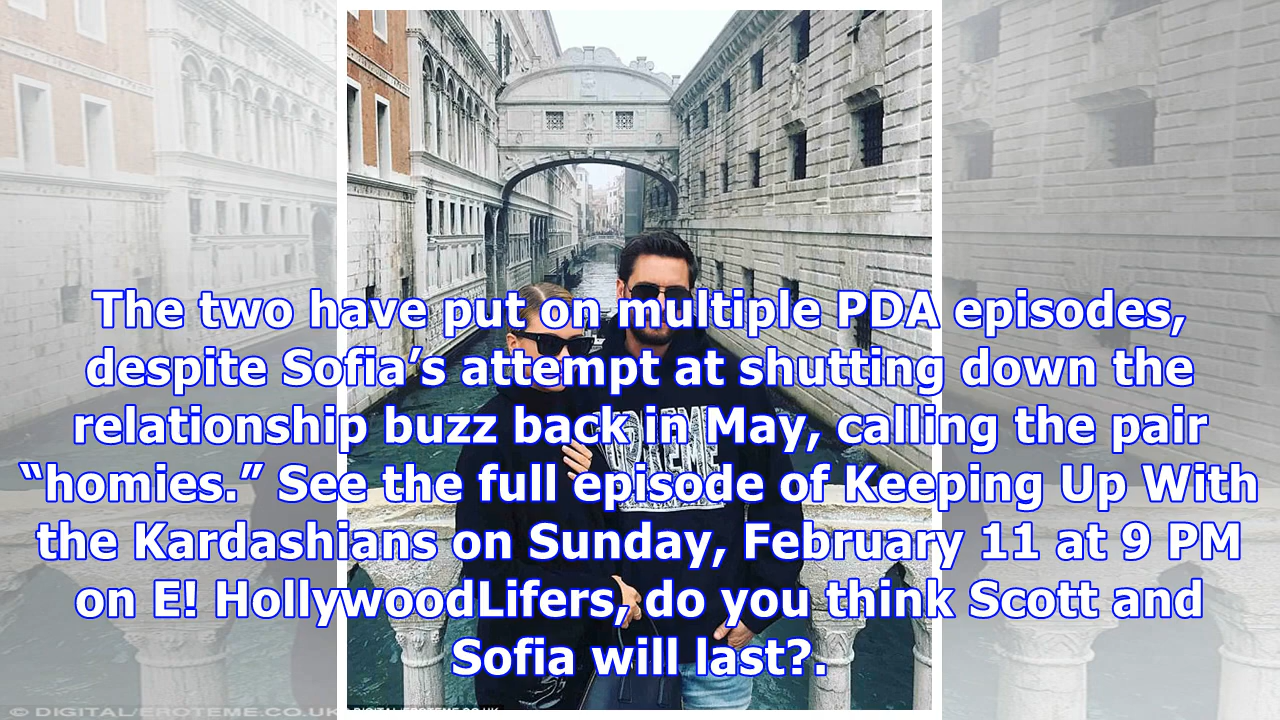 The two have put on multiple PDA episodes,
despite Sofia’s attempt at shutting down the
relationship buzz back in May, calling the pair
“homies.” See the full episode of Keeping Up With
the Kardashians on Sunday, February 11 at 9 PM
on E! HollywoodLifers, do you think Scott and
Sofia will last?.
© DIGITAL/EROTEME.CO.UK